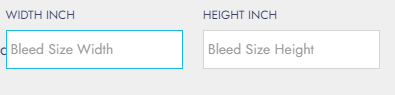 WIDTH INCH
HEIGHT INCH
Bleed Size Width
Bleed Size Height